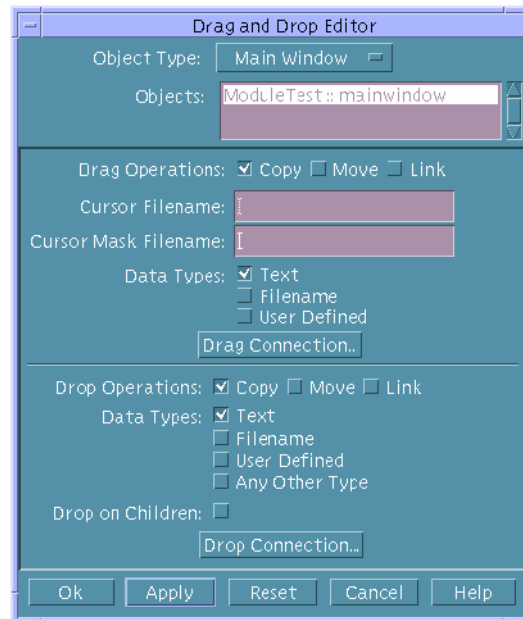 Drag and Drop Editor
Object Type: Main Window
Objects: ModuleTest :: mainwindow
Drag Operations: Copy Move Link
Cursor Filename:
Cursor Mask Filename:
Data Types: Text
Filename
User Defined
Drag Connection..
Drop Operations: Copy Move Link
Data Types: Text
Filename
User Defined
Any Other Type
Drop on Children:
Drop Connection...
Ok Apply Reset Cancel Help